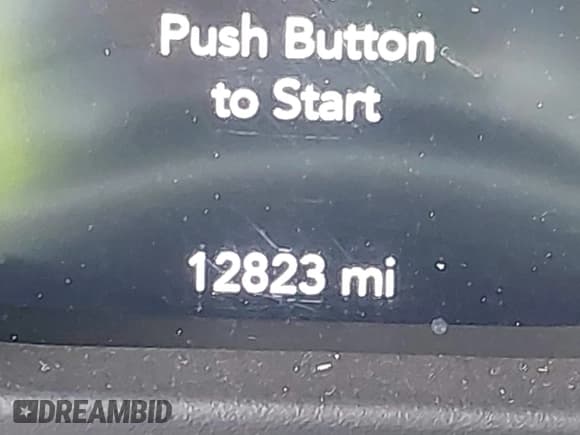 Push Button
to Start
12823 mi
DREAMBID